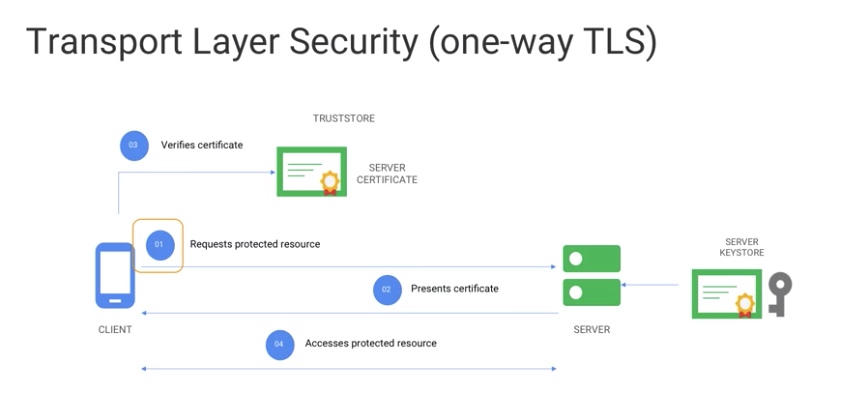 Transport Layer Security (one-way TLS)
TRUSTSTORE
03
Verifies certificate
SERVER
CERTIFICATE
01
Requests protected resource
SERVER
KEYSTORE
02
Presents certificate
CLIENT
SERVER
04
Accesses protected resource